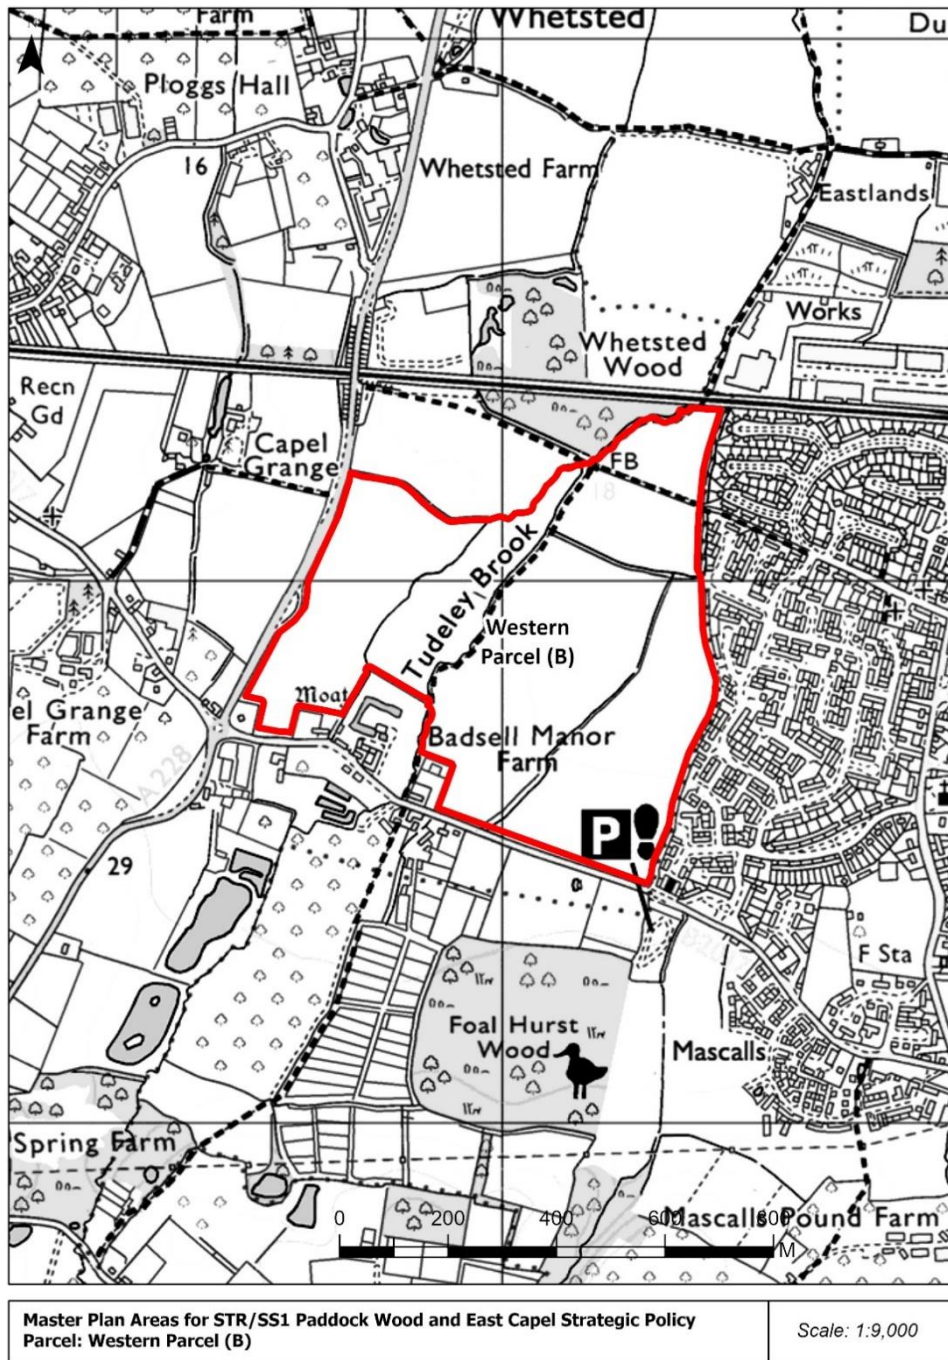 Farm
Whetsted
Du
Ploggs Hall
16
Whetsted Farm
Eastlands
Works
Whetsted
Wood
Recn
Gd
Capel
Grange
FB
18
17
Tudeley Brook
Western
Parcel (B)
Moat
el Grange
Farm
Badsell Manor
Farm
A 228
P
29
F Sta
Foal Hurst
Wood
Mascalls
Spring Farm
0 200 400 600 800
M
Mascalls Pound Farm
Master Plan Areas for STR/SS1 Paddock Wood and East Capel Strategic Policy
Parcel: Western Parcel (B)
Scale: 1:9,000